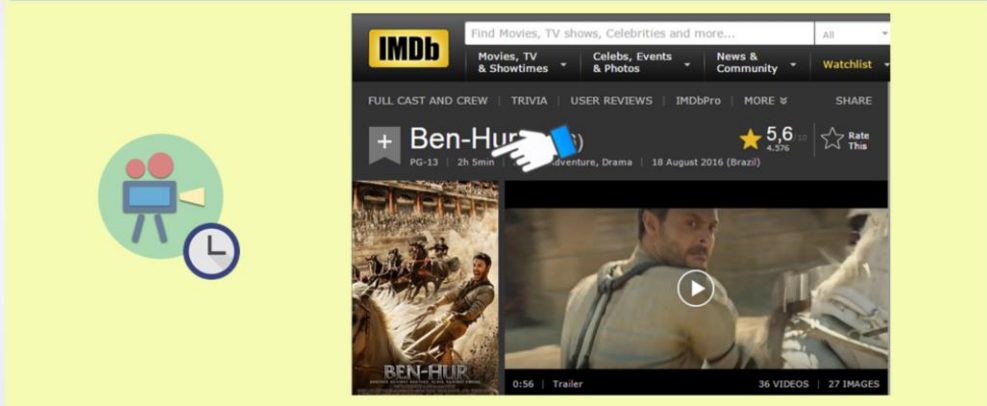 IMDb
Find Movies, TV shows, Celebrities and more...
All
Movies, TV
& Showtimes
Celebs, Events
& Photos
News &
Community
Watchlist
FULL CAST AND CREW | TRIVIA | USER REVIEWS | IMDbPro | MORE
SHARE
Ben-Hur
5,6/10
4.576
Rate
This
PG-13 | 2h 5min
Adventure, Drama | 18 August 2016 (Brazil)
BEN-HUR
0:56 | Trailer
36 VIDEOS | 27 IMAGES